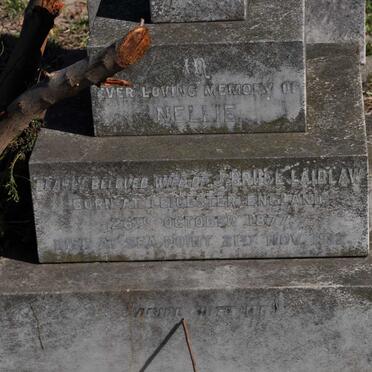 IN
EVER LOVING MEMORY OF
NELLIE
DEARLY BELOVED WIFE OF J. BRUCE LAIDLAW
BORN AT LEICESTER, ENGLAND,
26TH OCTOBER 1877
DIED AT SEA POINT 21ST NOV.